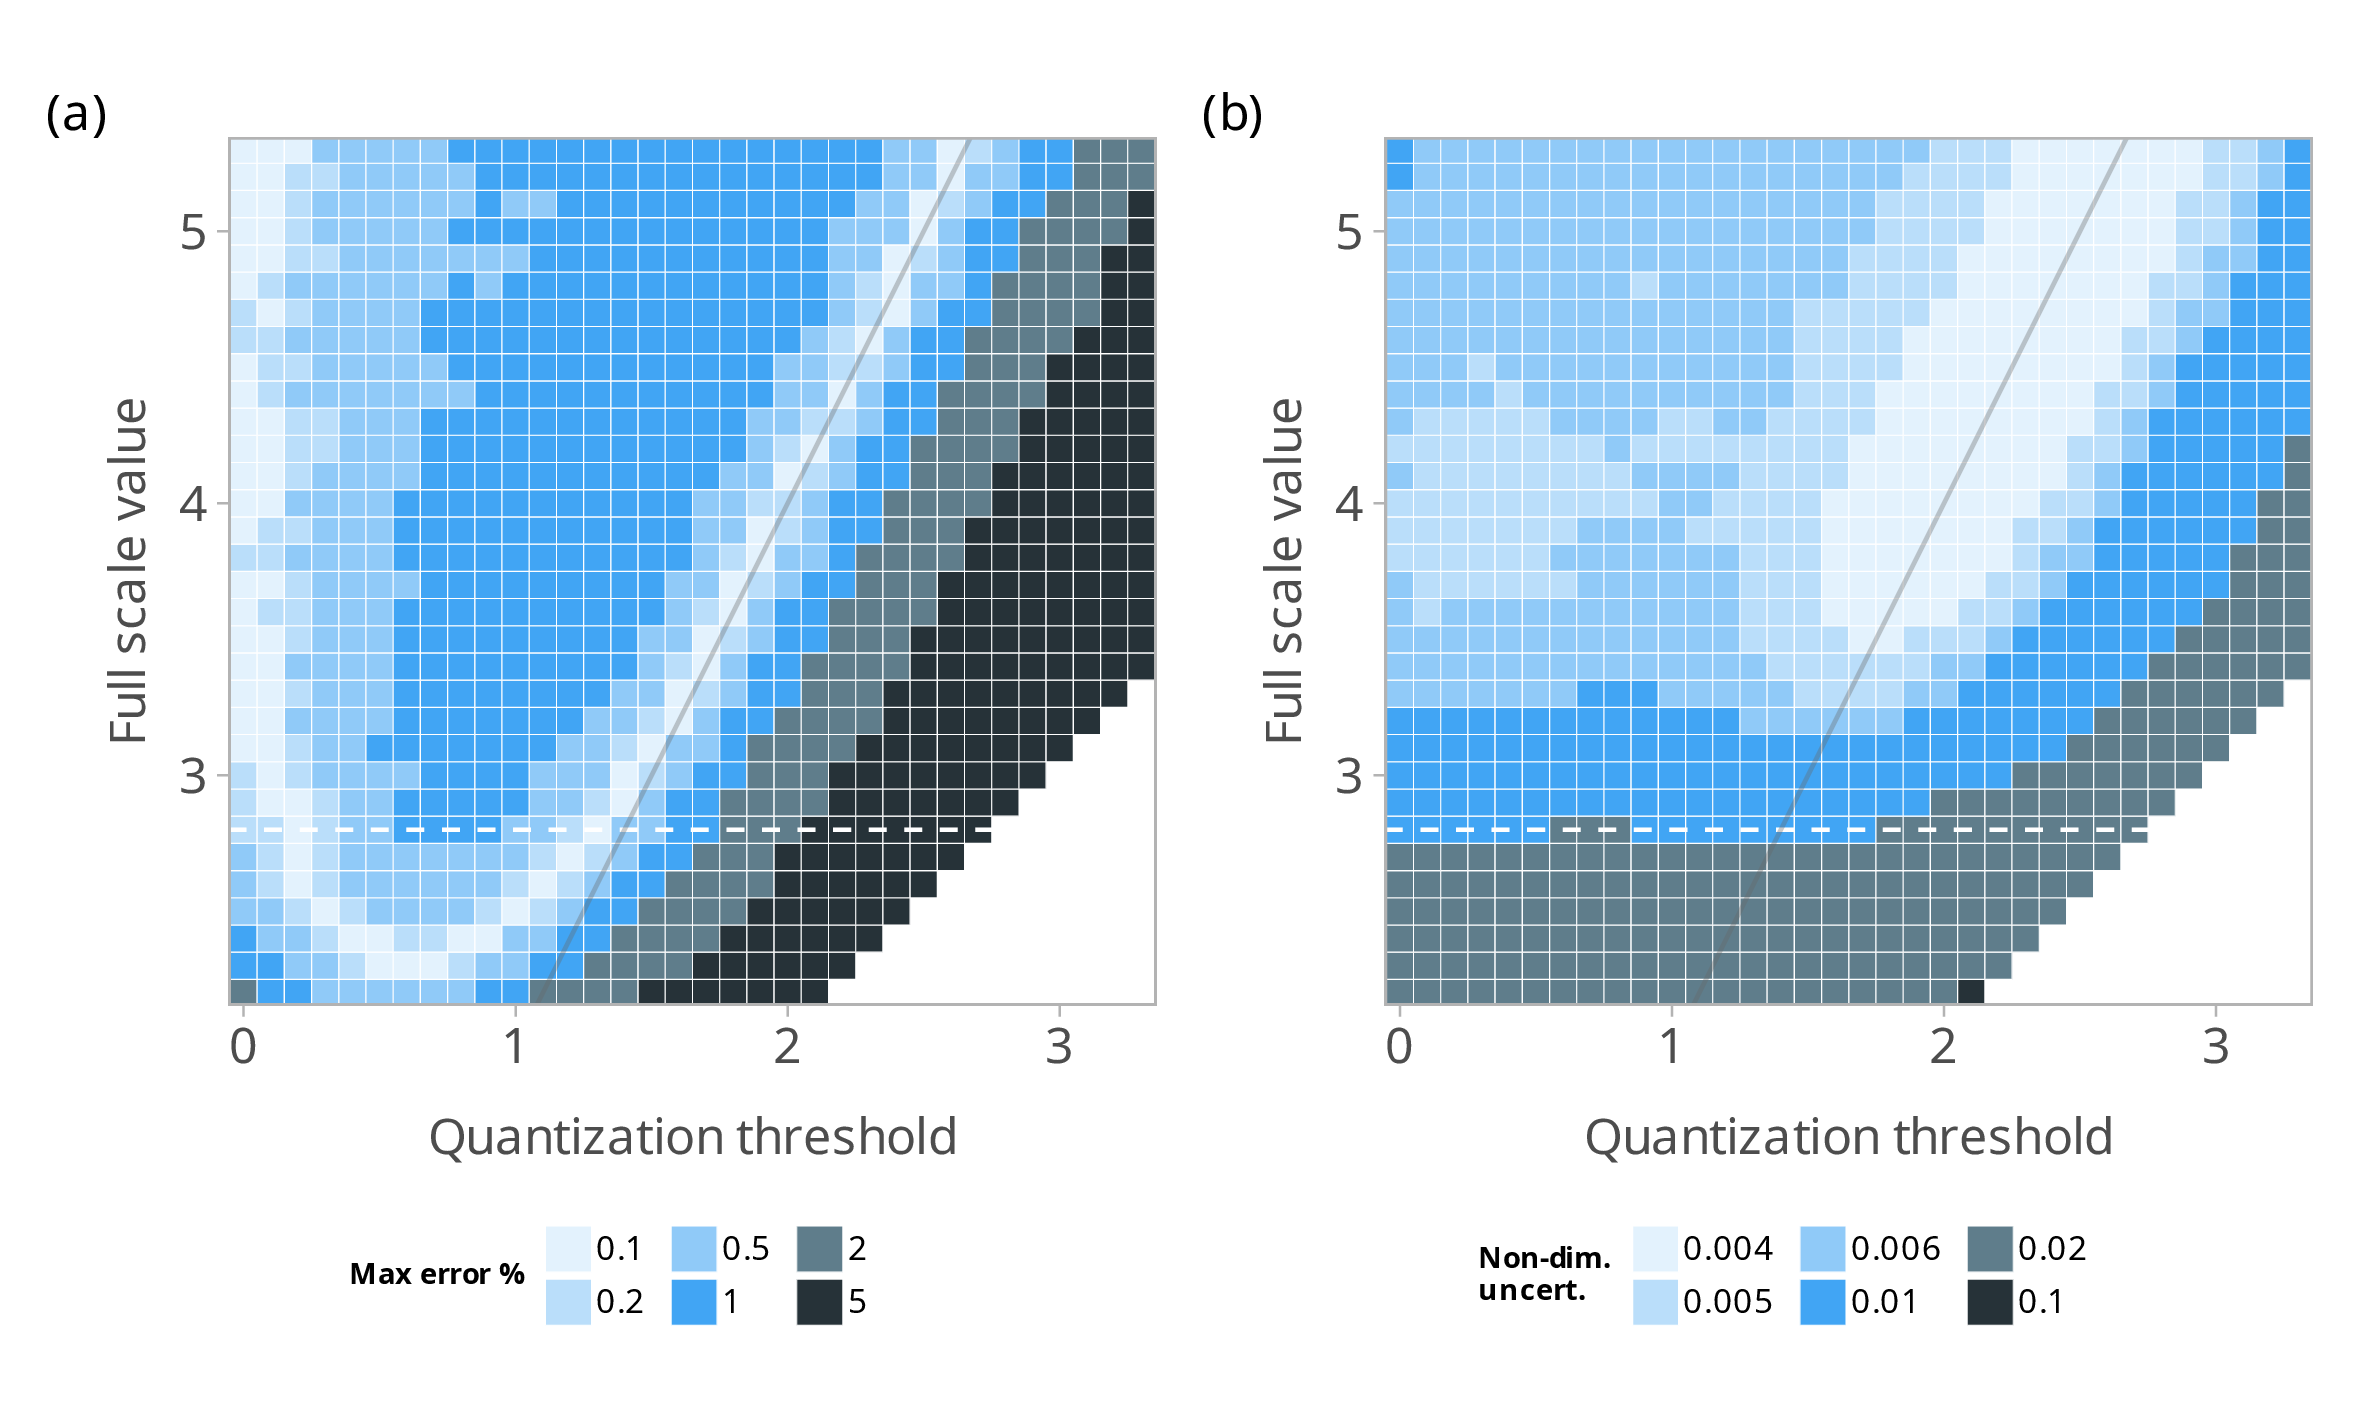 (a)
(b)
Full scale value
5
4
3
0 1 2 3
Quantization threshold
Max error %
0.1 0.5 2
0.2 1 5
Full scale value
5
4
3
0 1 2 3
Quantization threshold
Non-dim.
uncert.
0.004 0.006 0.02
0.005 0.01 0.1